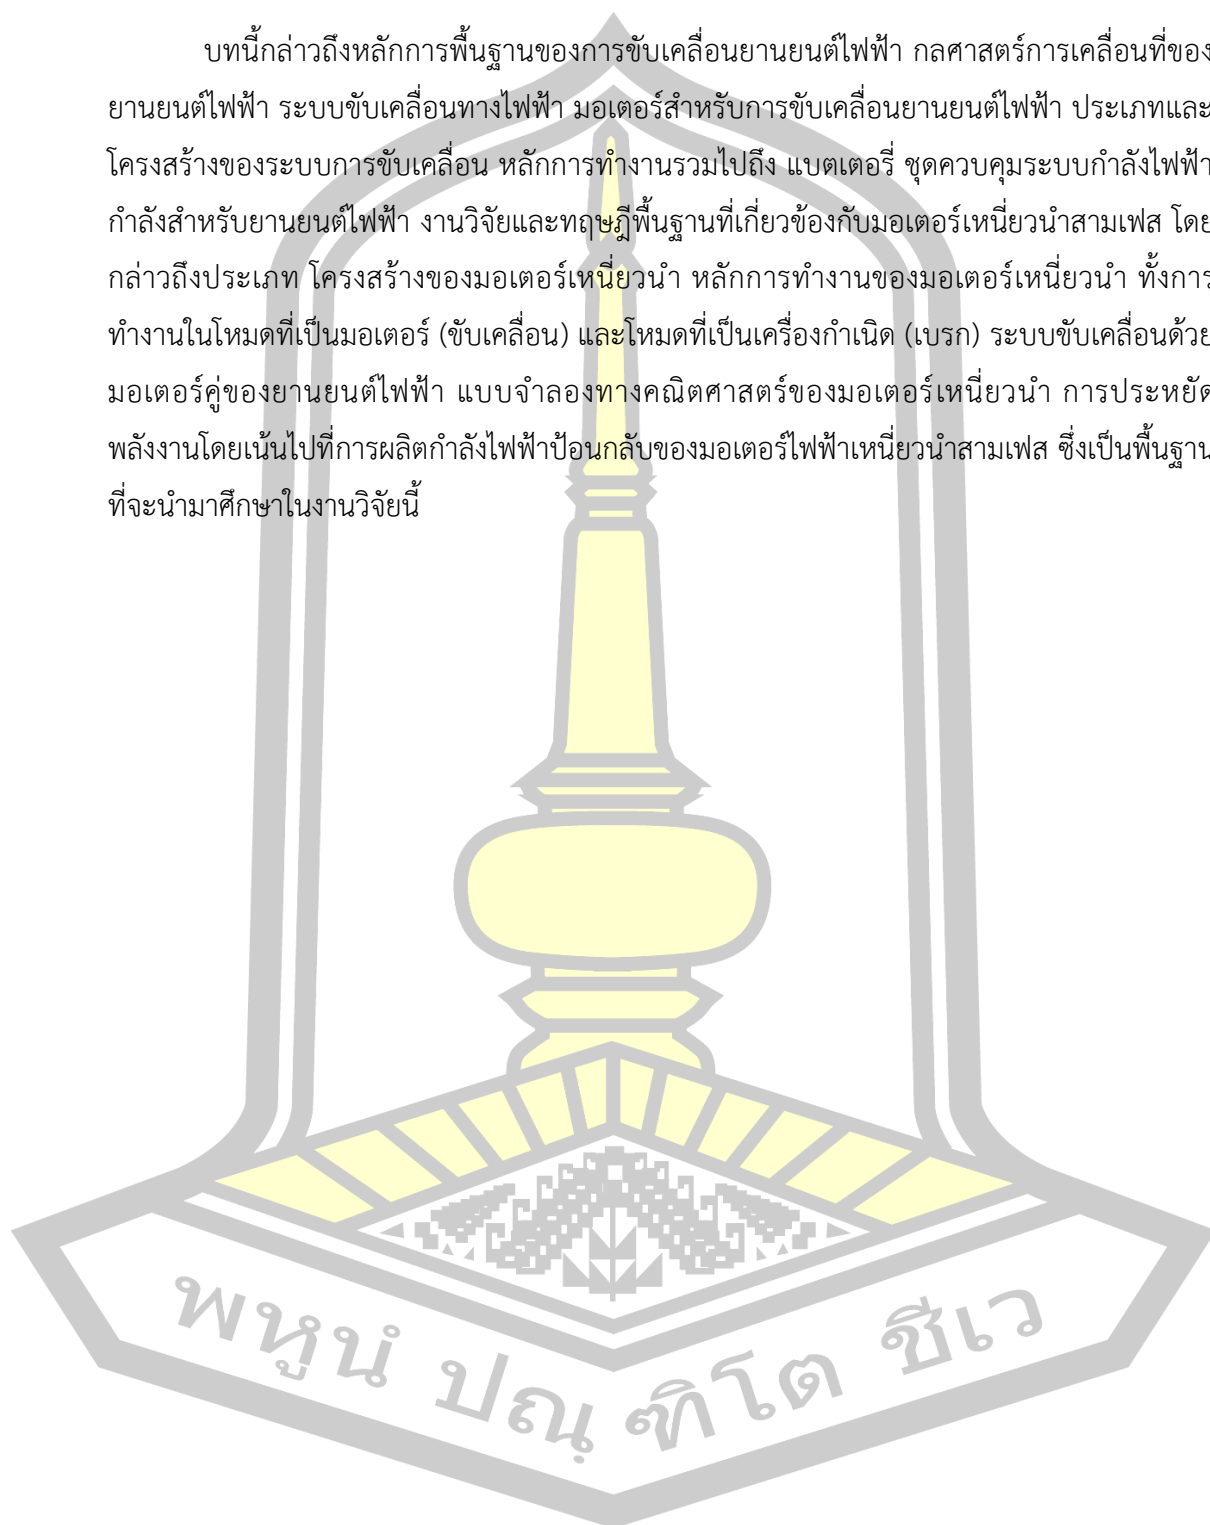 บทนี้กล่าวถึงหลักการพื้นฐานของการขับเคลื่อนยานยนต์ไฟฟ้า กลศาสตร์การเคลื่อนที่ของ
ยานยนต์ไฟฟ้า ระบบขับเคลื่อนทางไฟฟ้า มอเตอร์สำหรับการขับเคลื่อนยานยนต์ไฟฟ้า ประเภทและ
โครงสร้างของระบบการขับเคลื่อน หลักการทำงานรวมไปถึง แบตเตอรี่ ชุดควบคุมระบบกำลังไฟฟ้า
กำลังสำหรับยานยนต์ไฟฟ้า งานวิจัยและทฤษฎีพื้นฐานที่เกี่ยวข้องกับมอเตอร์เหนี่ยวนำสามเฟส โดย
กล่าวถึงประเภท โครงสร้างของมอเตอร์เหนี่ยวนำ หลักการทำงานของมอเตอร์เหนี่ยวนำ ทั้งการ
ทำงานในโหมดที่เป็นมอเตอร์ (ขับเคลื่อน) และโหมดที่เป็นเครื่องกำเนิด (เบรก) ระบบขับเคลื่อนด้วย
มอเตอร์คู่ของยานยนต์ไฟฟ้า แบบจำลองทางคณิตศาสตร์ของมอเตอร์เหนี่ยวนำ การประหยัด
พลังงานโดยเน้นไปที่การผลิตกำลังไฟฟ้าป้อนกลับของมอเตอร์ไฟฟ้าเหนี่ยวนำสามเฟส ซึ่งเป็นพื้นฐาน
ที่จะนำมาศึกษาในงานวิจัยนี้
พหูนํ ปณฺฑิโต ชีเว